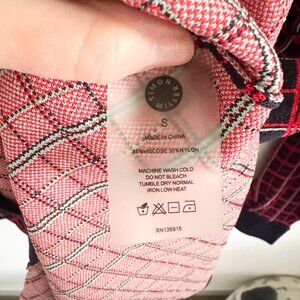 SIMON MILLER
S
MADE IN CHINA
65%VISCOSE 35%NYLON
MACHINE WASH COLD
DO NOT BLEACH
TUMBLE DRY NORMAL
IRON LOW HEAT
RN136915